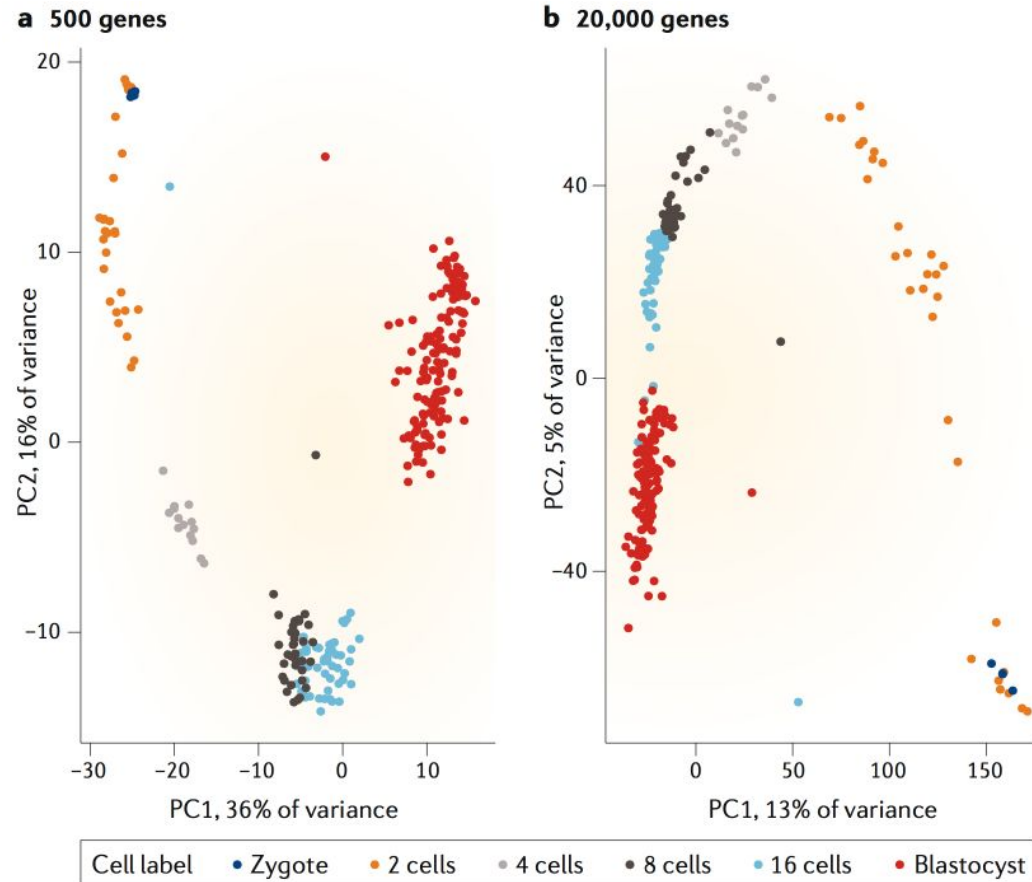 a 500 genes
20
10
0
−10
−30
−20
−10
0
10
PC2, 16% of variance
PC1, 36% of variance
b 20,000 genes
40
0
−40
0
50
100
150
PC2, 5% of variance
PC1, 13% of variance
Cell label Zygote 2 cells 4 cells 8 cells 16 cells Blastocyst